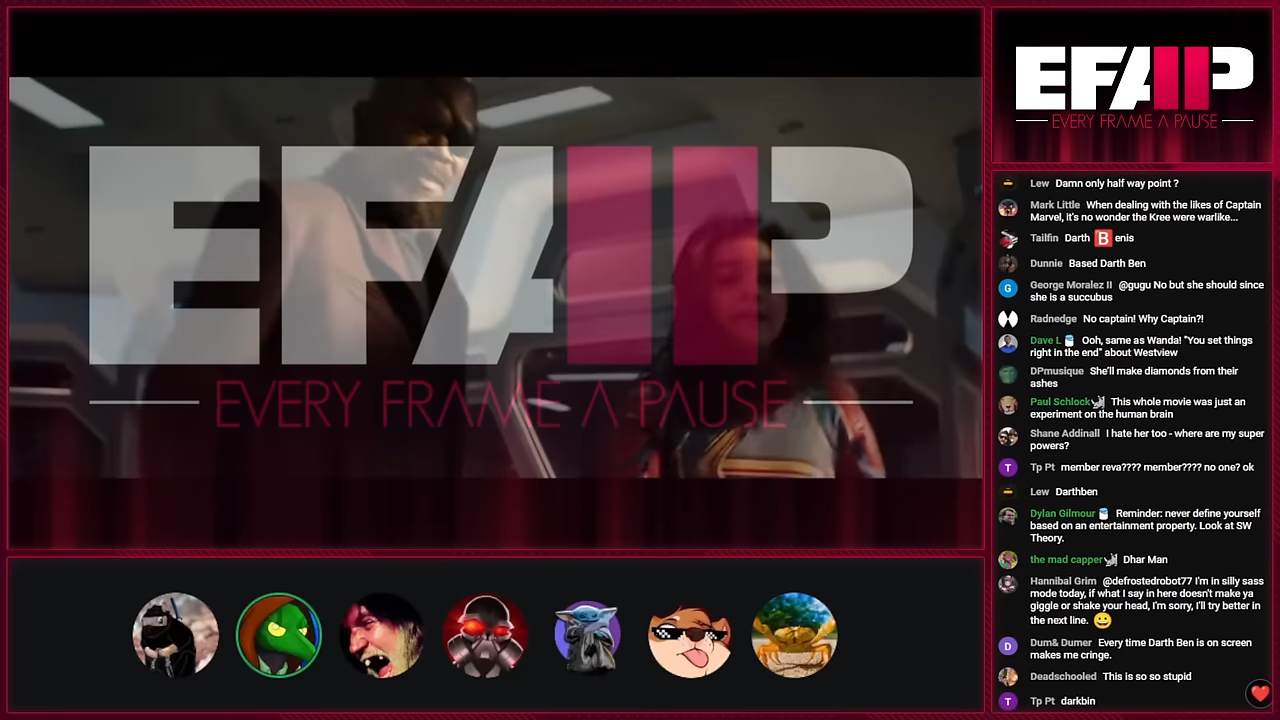 EFAP
EVERY FRAME A PAUSE
EFAP
EVERY FRAME A PAUSE
Lew Damn only half way point ?
Mark Little When dealing with the likes of Captain
Marvel, it's no wonder the Kree were warlike...
Tailfin Darth 🅱 enis
Dunnie Based Darth Ben
G George Moralez II @gugu No but she should since
she is a succubus
Radnedge No captain! Why Captain?!
Dave L Ooh, same as Wanda! "You set things
right in the end" about Westview
DPmusique She'll make diamonds from their
ashes
Paul Schlock This whole movie was just an
experiment on the human brain
Shane Addinall I hate her too - where are my super
powers?
T Tp Pt member reva???? member???? no one? ok
Lew Darthben
Dylan Gilmour Reminder: never define yourself
based on an entertainment property. Look at SW
Theory.
the mad capper Dhar Man
Hannibal Grim @defrostedrobot77 I'm in silly sass
mode today, if what I say in here doesn't make ya
giggle or shake your head, I'm sorry, I'll try better in
the next line. 😀
D Dum& Dumer Every time Darth Ben is on screen
makes me cringe.
Deadschooled This is so so stupid
T Tp Pt darkbin